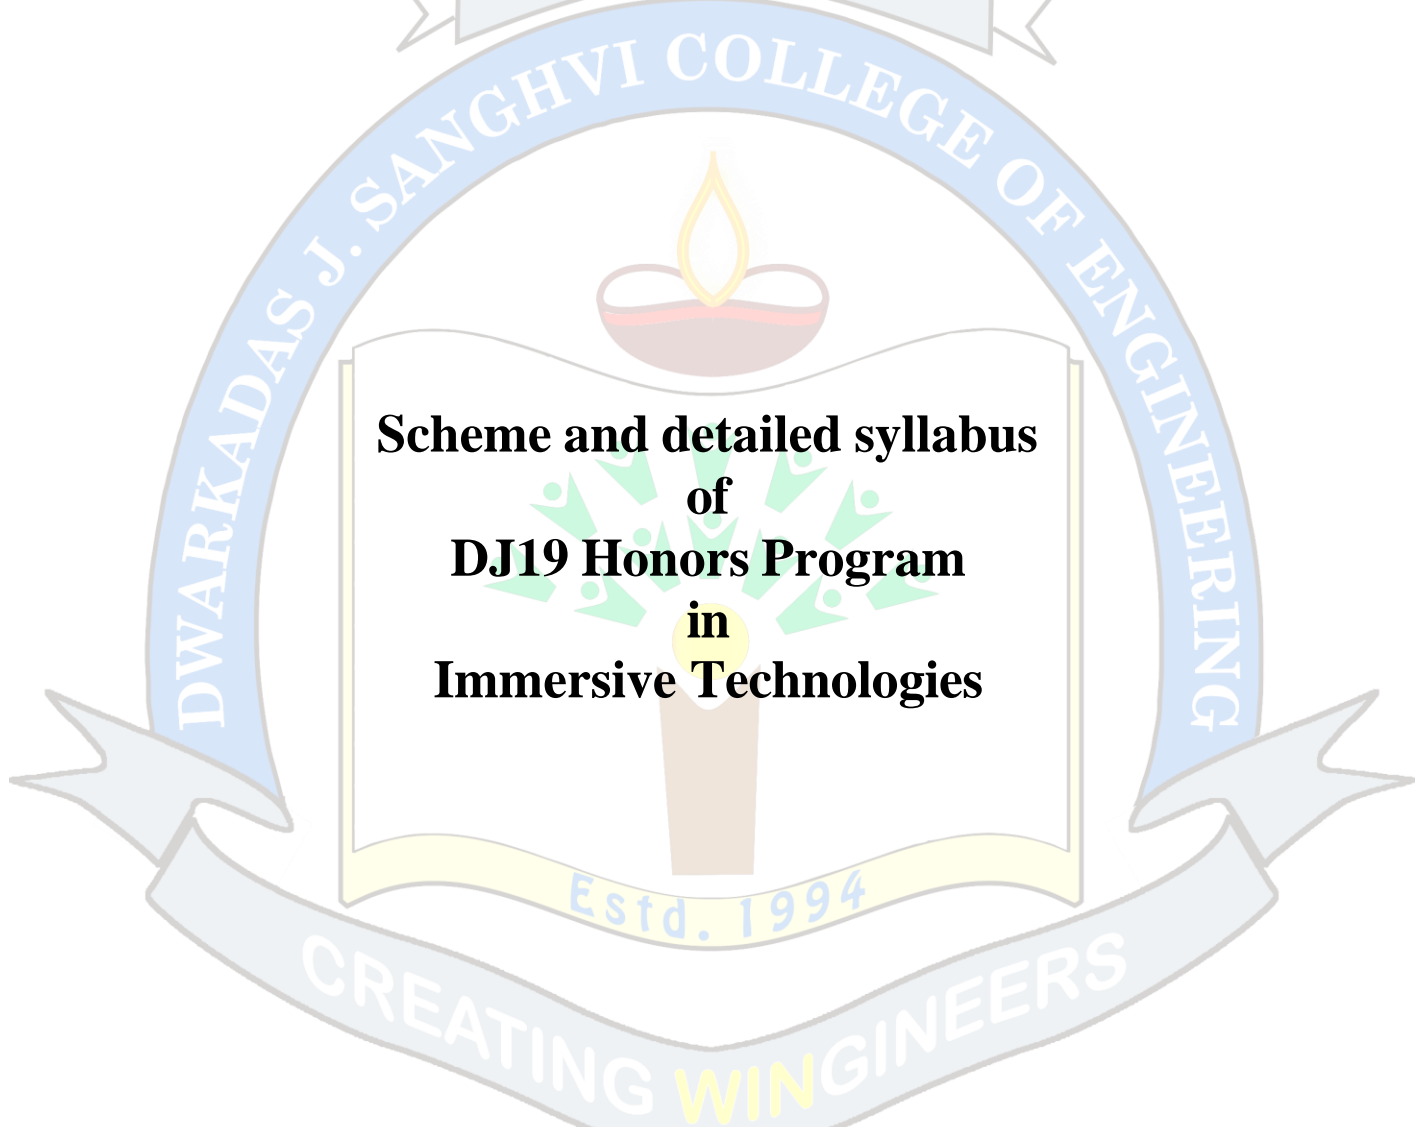 DWARKADAS J. SANGHVI COLLEGE OF ENGINEERING
Scheme and detailed syllabus
of
DJ19 Honors Program
in
Immersive Technologies
Estd. 1994
CREATING WINGINEERS